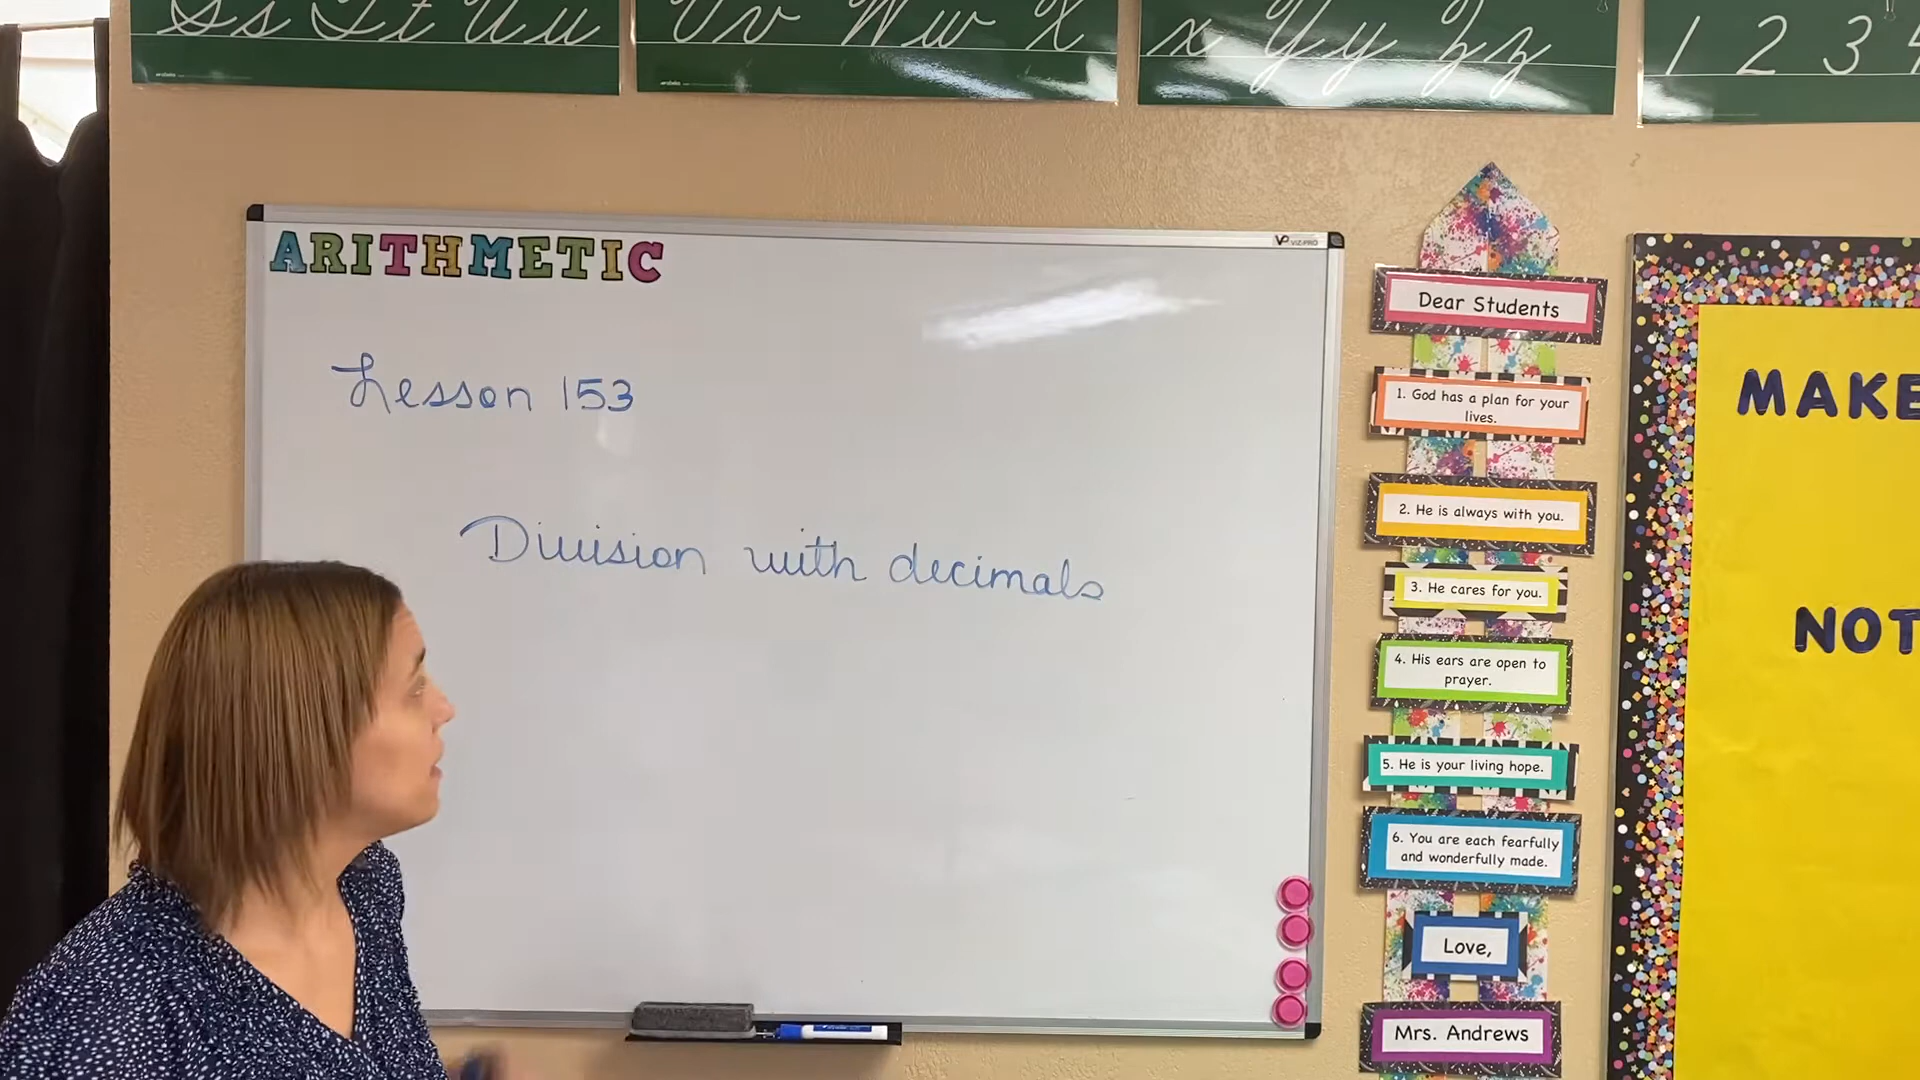 Ss Tt Uu
Vv Ww X
x Yy Zz
1 2 3 4
ARITHMETIC
Lesson 153
Division with decimals
Dear Students
1. God has a plan for your
lives.
2. He is always with you.
3. He cares for you.
4. His ears are open to
prayer.
5. He is your living hope.
6. You are each fearfully
and wonderfully made.
Love,
Mrs. Andrews
MAKE
NOT